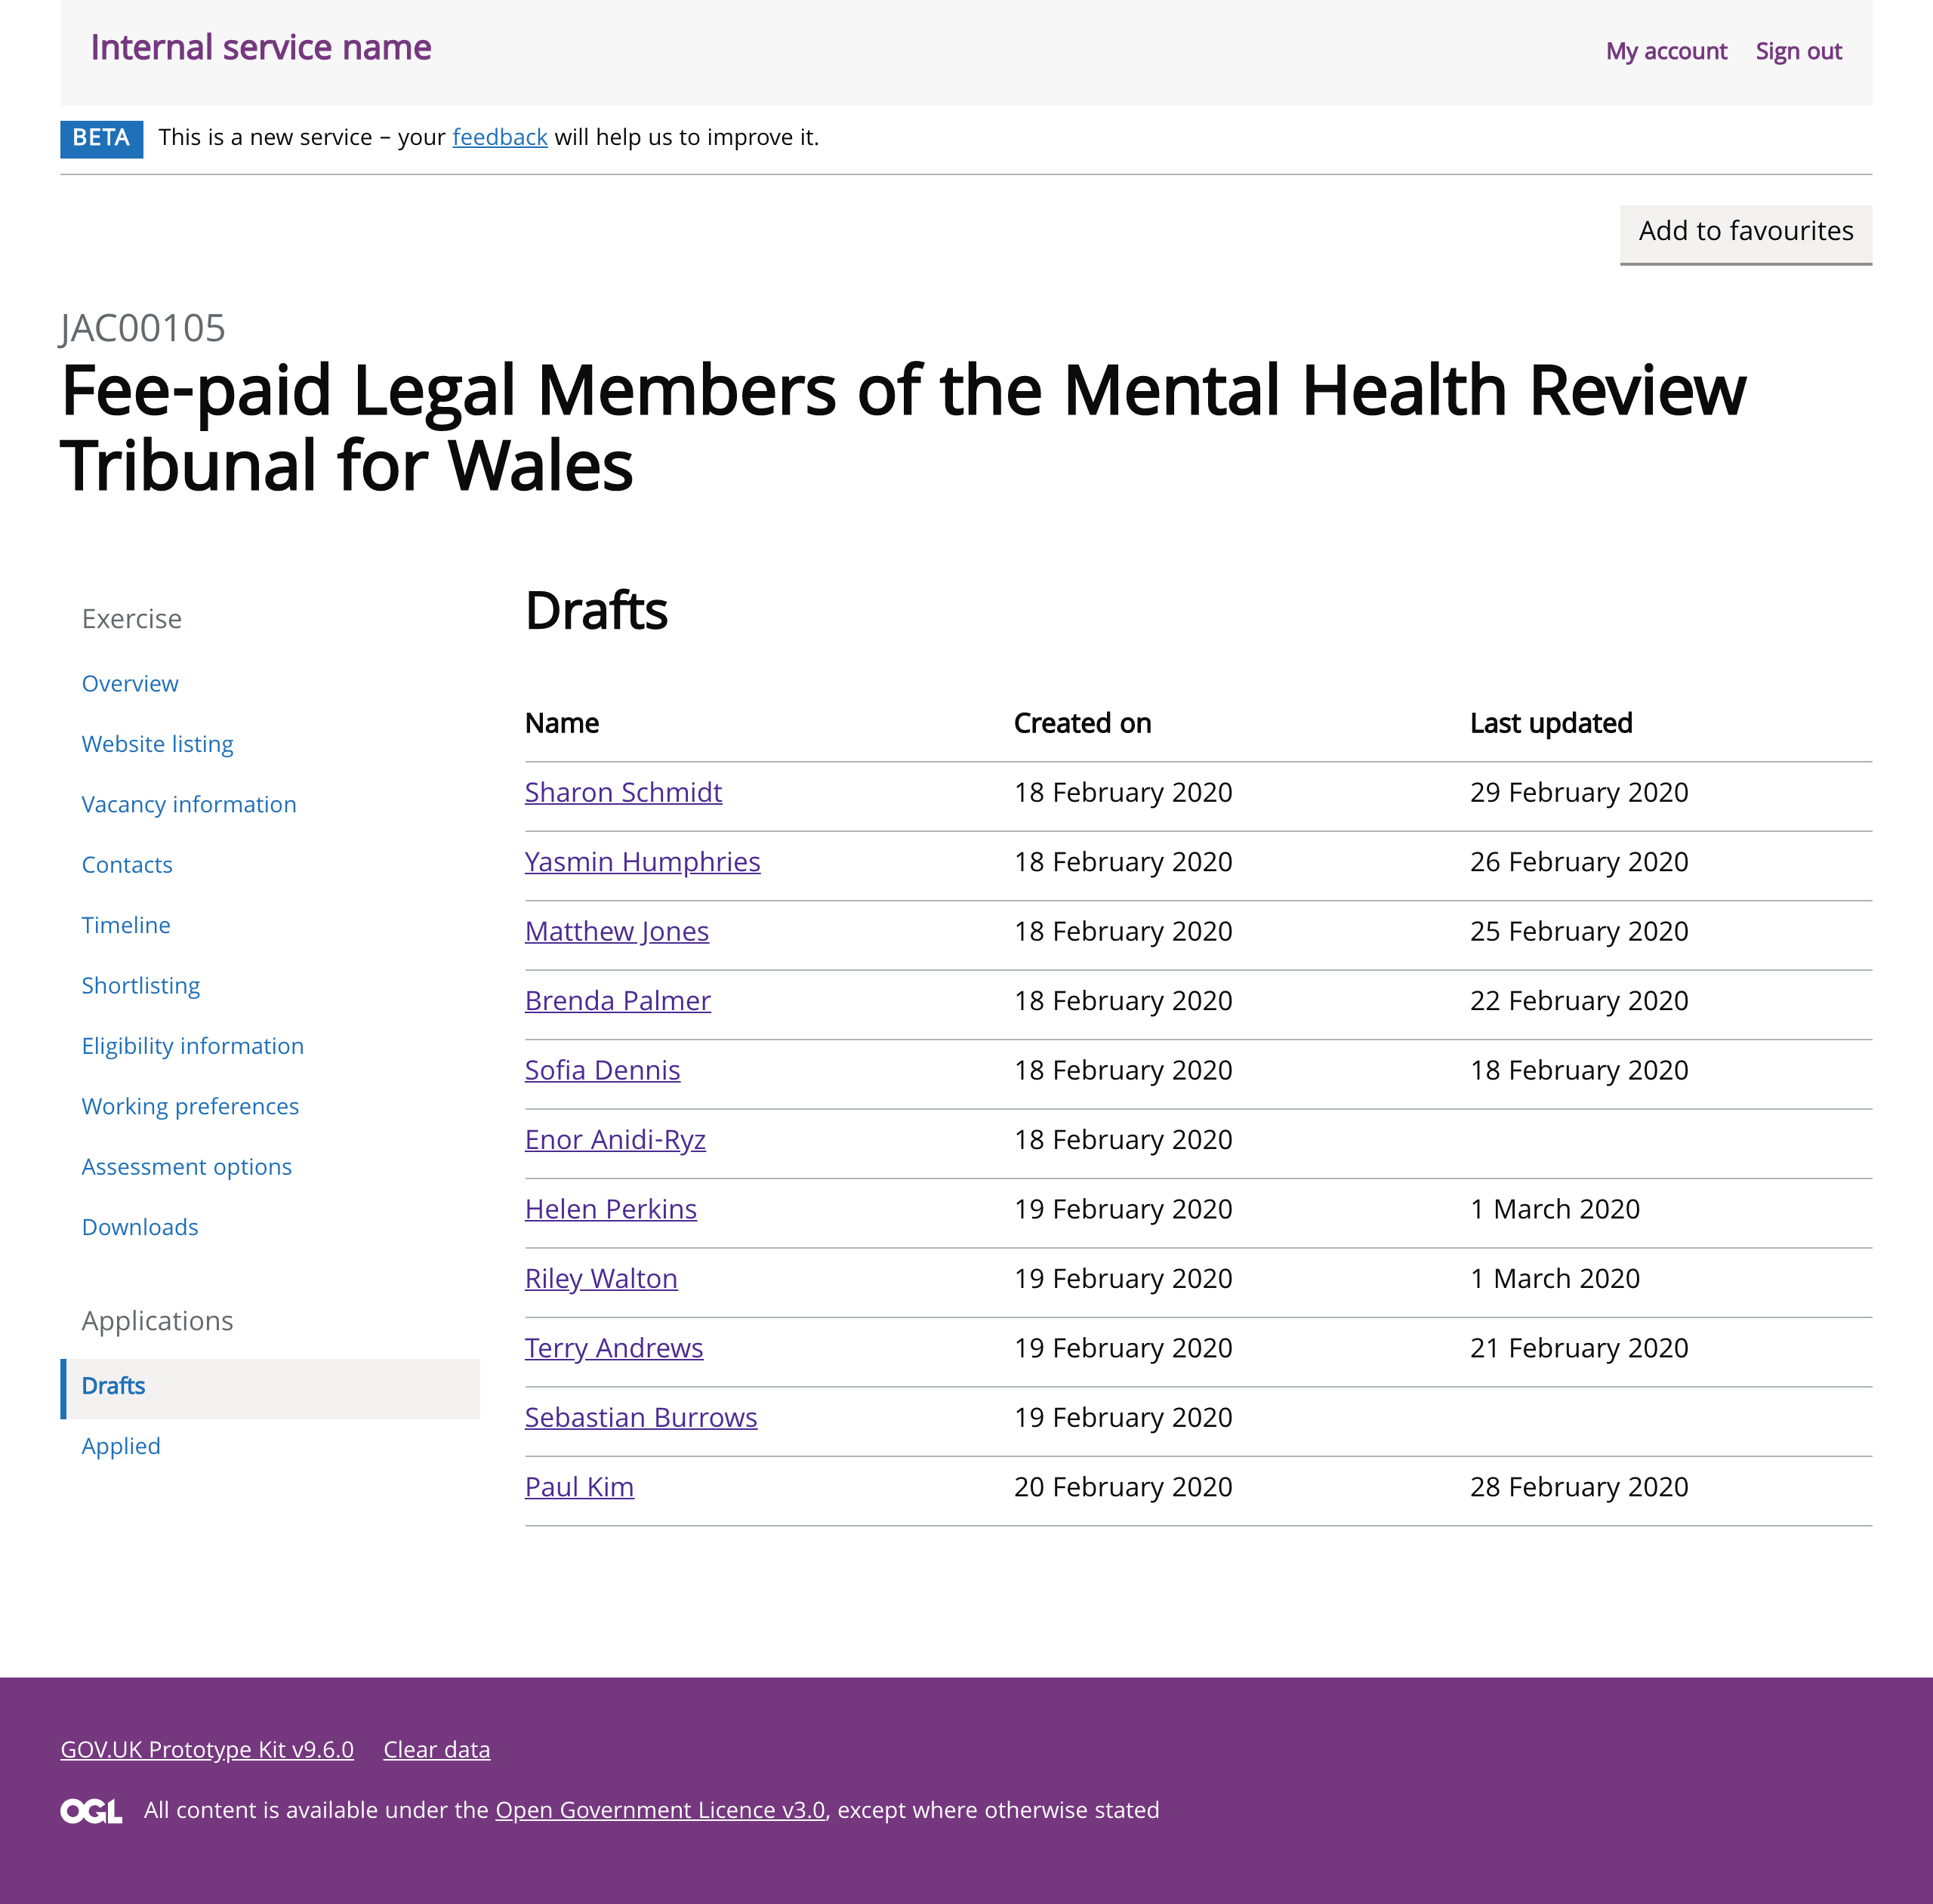 Internal service name
My account Sign out
BETA This is a new service – your feedback will help us to improve it.
Add to favourites
JAC00105
Fee-paid Legal Members of the Mental Health Review
Tribunal for Wales
Exercise
Overview
Website listing
Vacancy information
Contacts
Timeline
Shortlisting
Eligibility information
Working preferences
Assessment options
Downloads
Applications
Drafts
Applied
Drafts
Name Created on Last updated
Sharon Schmidt 18 February 2020 29 February 2020
Yasmin Humphries 18 February 2020 26 February 2020
Matthew Jones 18 February 2020 25 February 2020
Brenda Palmer 18 February 2020 22 February 2020
Sofia Dennis 18 February 2020 18 February 2020
Enor Anidi-Ryz 18 February 2020
Helen Perkins 19 February 2020 1 March 2020
Riley Walton 19 February 2020 1 March 2020
Terry Andrews 19 February 2020 21 February 2020
Sebastian Burrows 19 February 2020
Paul Kim 20 February 2020 28 February 2020
GOV.UK Prototype Kit v9.6.0 Clear data
OGL All content is available under the Open Government Licence v3.0, except where otherwise stated